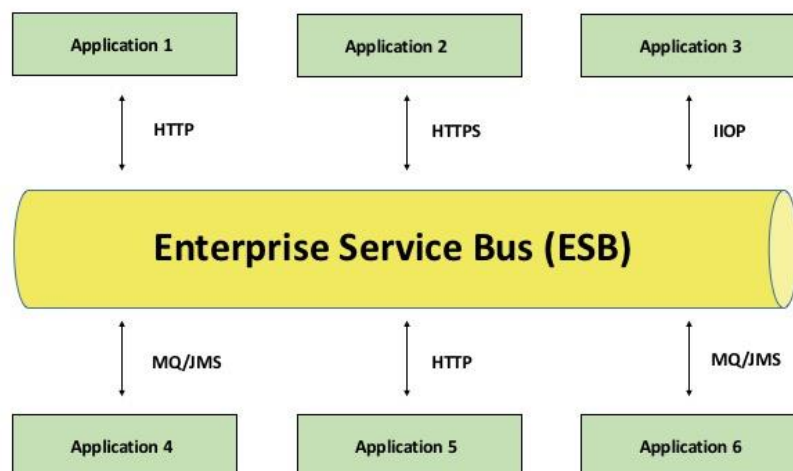 Application 1
Application 2
Application 3
HTTP
HTTPS
IIOP
Enterprise Service Bus (ESB)
MQ/JMS
HTTP
MQ/JMS
Application 4
Application 5
Application 6